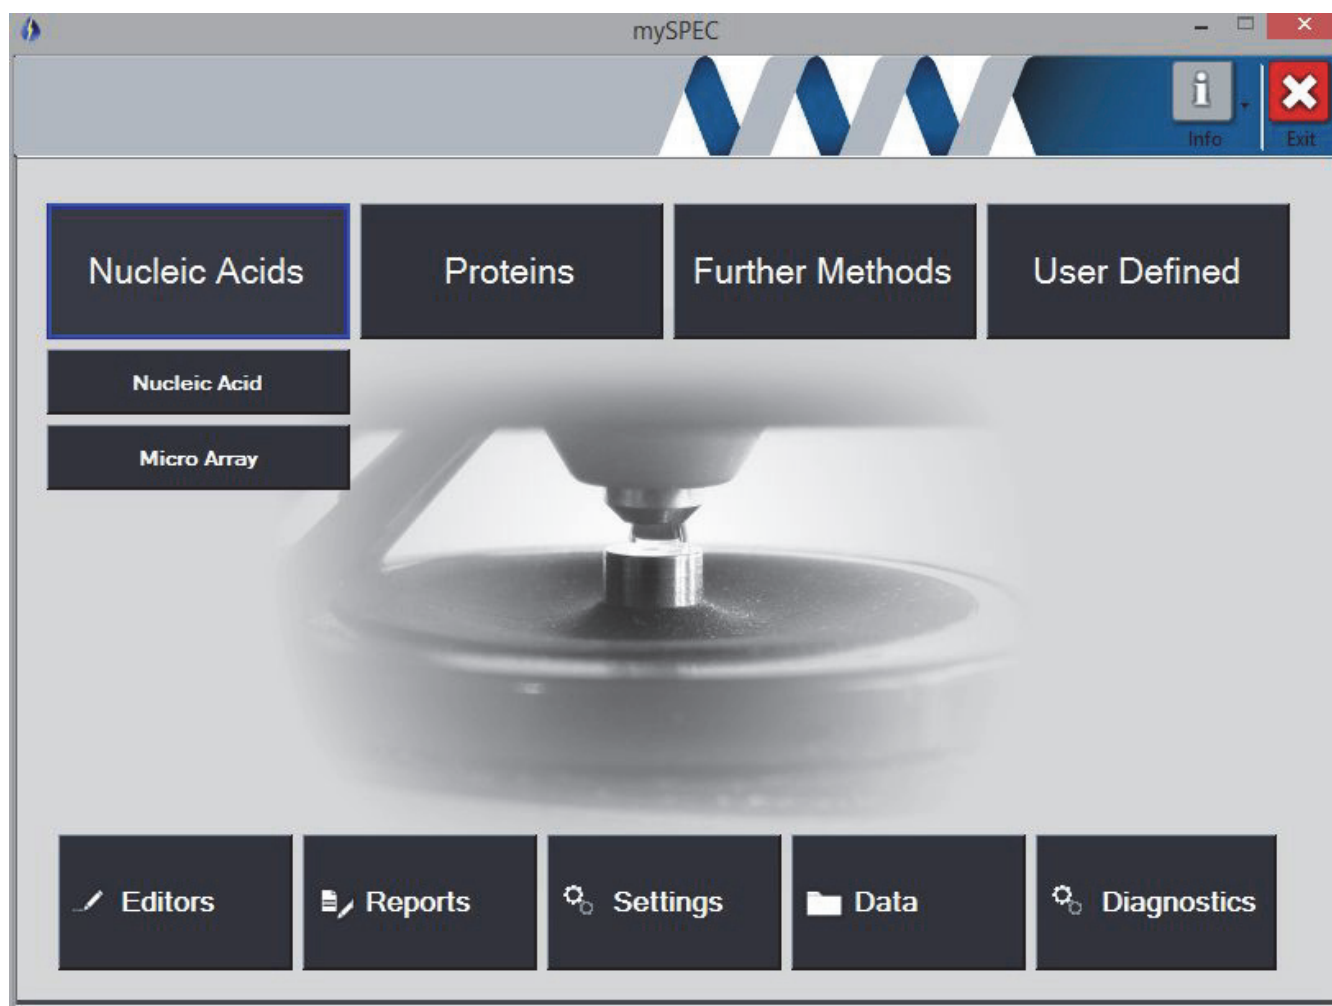 mySPEC
Info
Exit
Nucleic Acids
Proteins
Further Methods
User Defined
Nucleic Acid
Micro Array
Editors
Reports
Settings
Data
Diagnostics